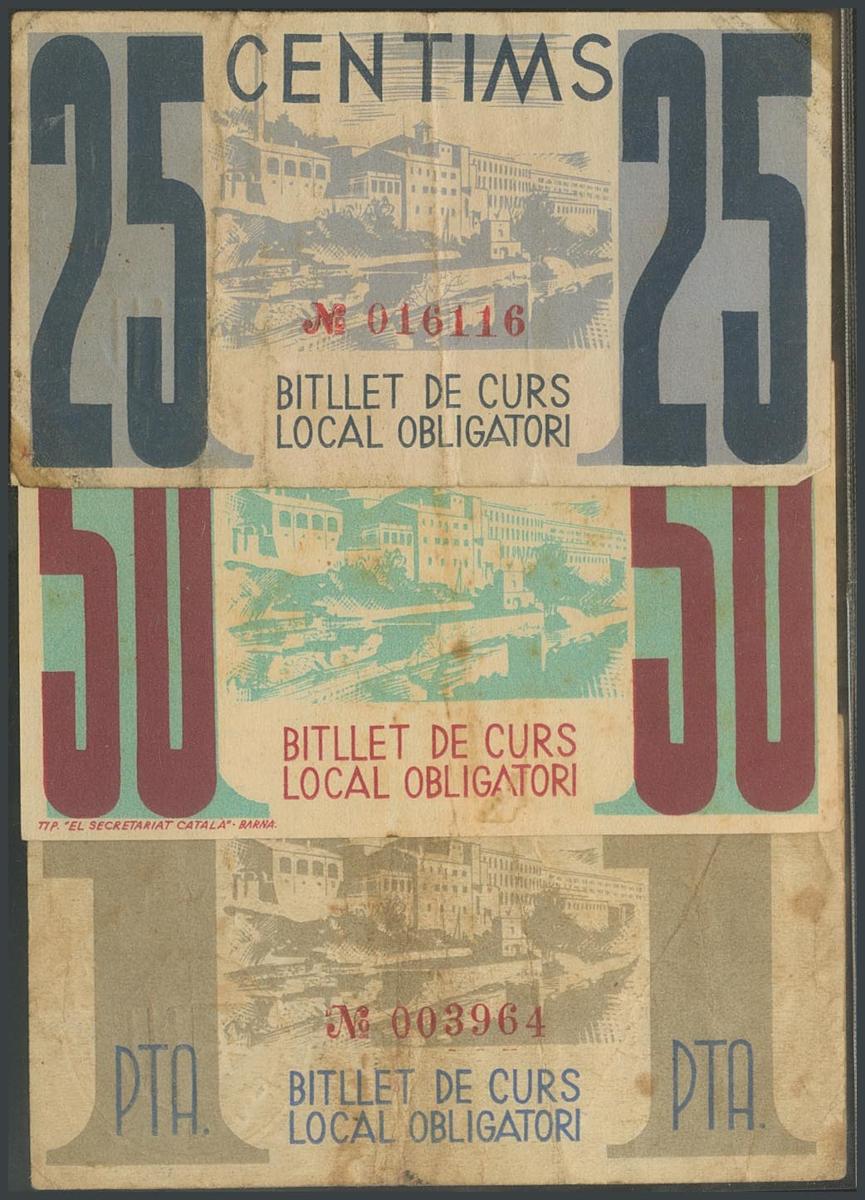 25 CENTIMS 25
№ 016116
BITLLET DE CURS
LOCAL OBLIGATORI
50 50
BITLLET DE CURS
LOCAL OBLIGATORI
TIP. "EL SECRETARIAT CATALÀ" - BARNA.
1 1
№ 003964
PTA. PTA.
BITLLET DE CURS
LOCAL OBLIGATORI